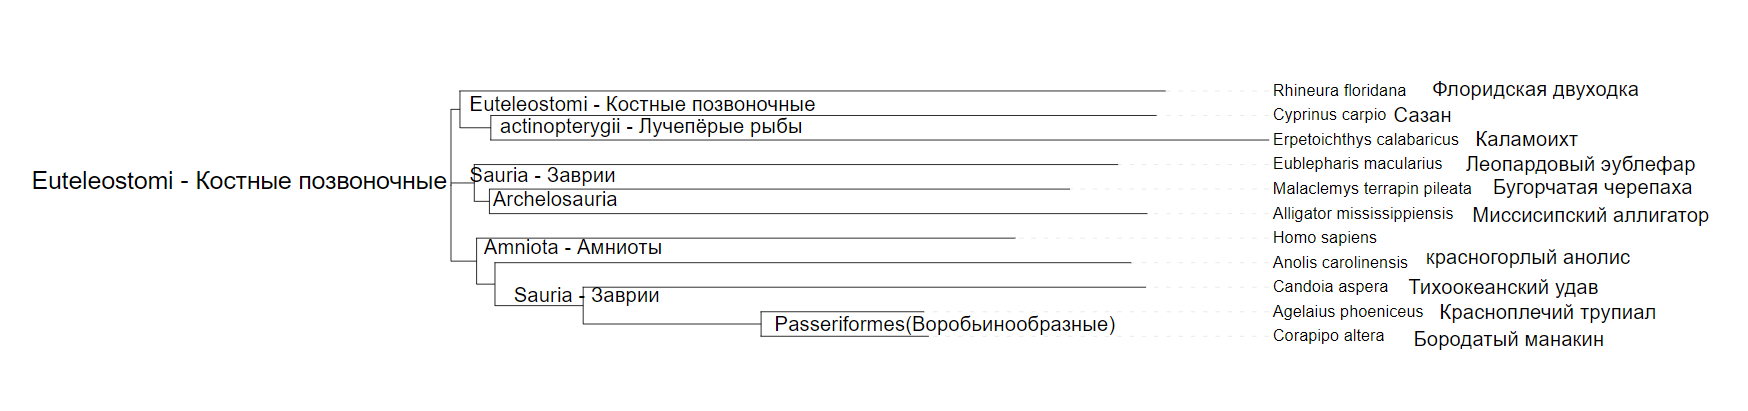 Rhineura floridana Флоридская двуходка
Euteleostomi - Костные позвоночные
Cyprinus carpio Сазан
actinopterygii - Лучепёрые рыбы
Erpetoichthys calabaricus Каламоихт
Eublepharis macularius Леопардовый эублефар
Sauria - Заврии
Euteleostomi - Костные позвоночные
Malaclemys terrapin pileata Бугорчатая черепаха
Archelosauria
Alligator mississippiensis Миссисипский аллигатор
Homo sapiens
Amniota - Амниоты
Anolis carolinensis красногорлый анолис
Candoia aspera Тихоокеанский удав
Sauria - Заврии
Agelaius phoeniceus Красноплечий трупиал
Passeriformes(Воробьинообразные)
Corapipo altera Бородатый манакин